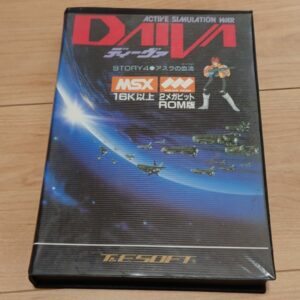 ACTIVE SIMULATION WAR
DAIVA
ディーヴァ
STORY4●アスラの血流
MSX
16K以上
2メガビット
ROM版
T&E SOFT